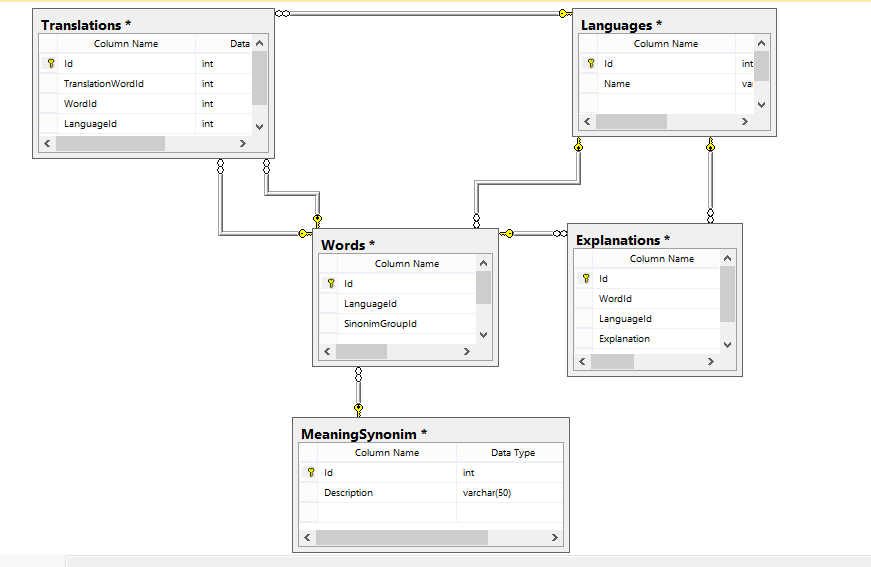 Translations *
Column Name Data
Id int
TranslationWordId int
WordId int
LanguageId int
Languages *
Column Name
Id int
Name va
Words *
Column Name
Id
LanguageId
SinonimGroupId
Explanations *
Column Name
Id
WordId
LanguageId
Explanation
MeaningSynonim *
Column Name Data Type
Id int
Description varchar(50)